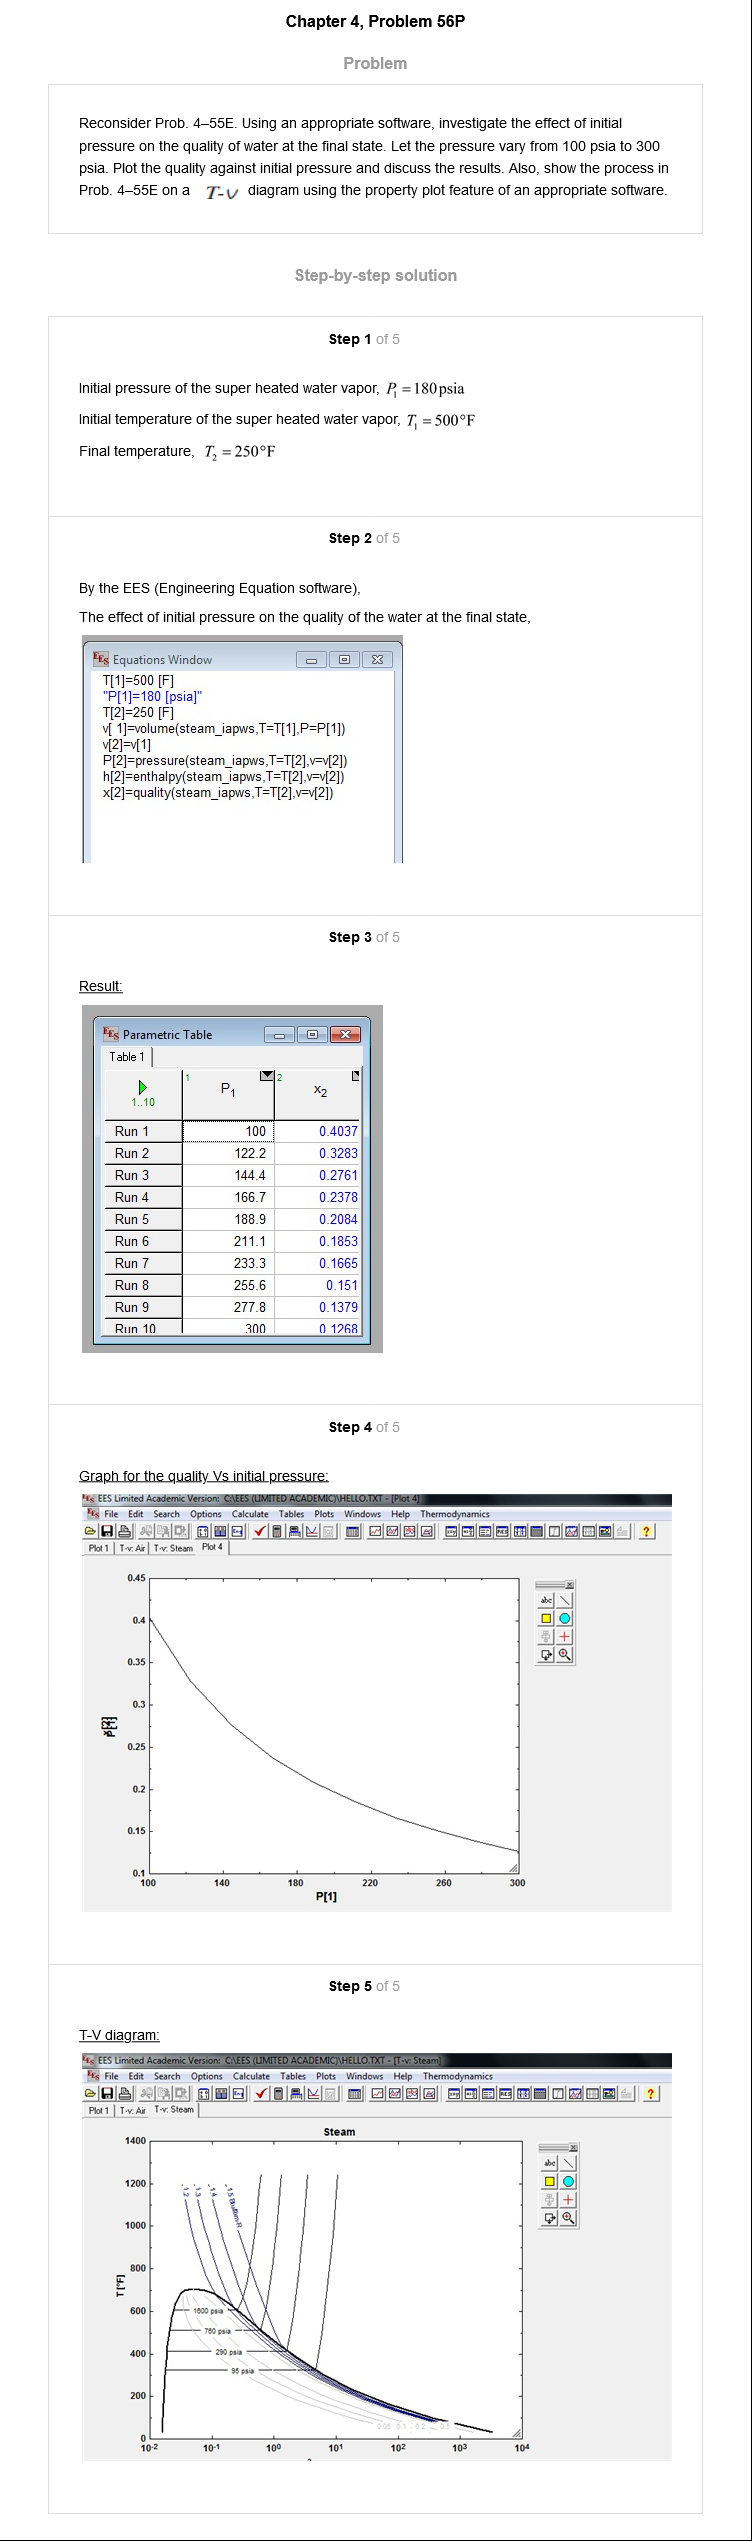 Chapter 4, Problem 56P
Problem
Reconsider Prob. 4–55E. Using an appropriate software, investigate the effect of initial
pressure on the quality of water at the final state. Let the pressure vary from 100 psia to 300
psia. Plot the quality against initial pressure and discuss the results. Also, show the process in
Prob. 4–55E on a T-v diagram using the property plot feature of an appropriate software.
Step-by-step solution
Step 1 of 5
Initial pressure of the super heated water vapor, P₁ = 180 psia
Initial temperature of the super heated water vapor, T₁ = 500°F
Final temperature, T₂ = 250°F
Step 2 of 5
By the EES (Engineering Equation software),
The effect of initial pressure on the quality of the water at the final state,
EES Equations Window
T[1]=500 [F]
"P[1]=180 [psia]"
T[2]=250 [F]
v[ 1]=volume(steam_iapws,T=T[1],P=P[1])
v[2]=v[1]
P[2]=pressure(steam_iapws,T=T[2],v=v[2])
h[2]=enthalpy(steam_iapws,T=T[2],v=v[2])
x[2]=quality(steam_iapws,T=T[2],v=v[2])
Step 3 of 5
Result:
EES Parametric Table
Table 1
1..10 1 P₁ 2 x₂
Run 1 100 0.4037
Run 2 122.2 0.3283
Run 3 144.4 0.2761
Run 4 166.7 0.2378
Run 5 188.9 0.2084
Run 6 211.1 0.1853
Run 7 233.3 0.1665
Run 8 255.6 0.151
Run 9 277.8 0.1379
Run 10 300 0.1268
Step 4 of 5
Graph for the quality Vs initial pressure:
EES EES Limited Academic Version: C:\EES (LIMITED ACADEMIC)\HELLO.TXT - [Plot 4]
EES File Edit Search Options Calculate Tables Plots Windows Help Thermodynamics
Plot 1 T-v: Air T-v: Steam Plot 4
0.45
abc
0.4
0.35
0.3
x[2]
P[1]
0.25
0.2
0.15
0.1
100 140 180 220 260 300
P[1]
Step 5 of 5
T-V diagram:
EES EES Limited Academic Version: C:\EES (LIMITED ACADEMIC)\HELLO.TXT - [T-v: Steam]
EES File Edit Search Options Calculate Tables Plots Windows Help Thermodynamics
Plot 1 T-v: Air T-v: Steam
Steam
1400
abc
1200
1.2 1.3 1.4 1.5 Btu/lbm-R
1000
800
T [°F]
600
1600 psia
760 psia
400
290 psia
95 psia
200
0.05 0.1 0.2 0.5
0
10-2 10-1 100 101 102 103 104